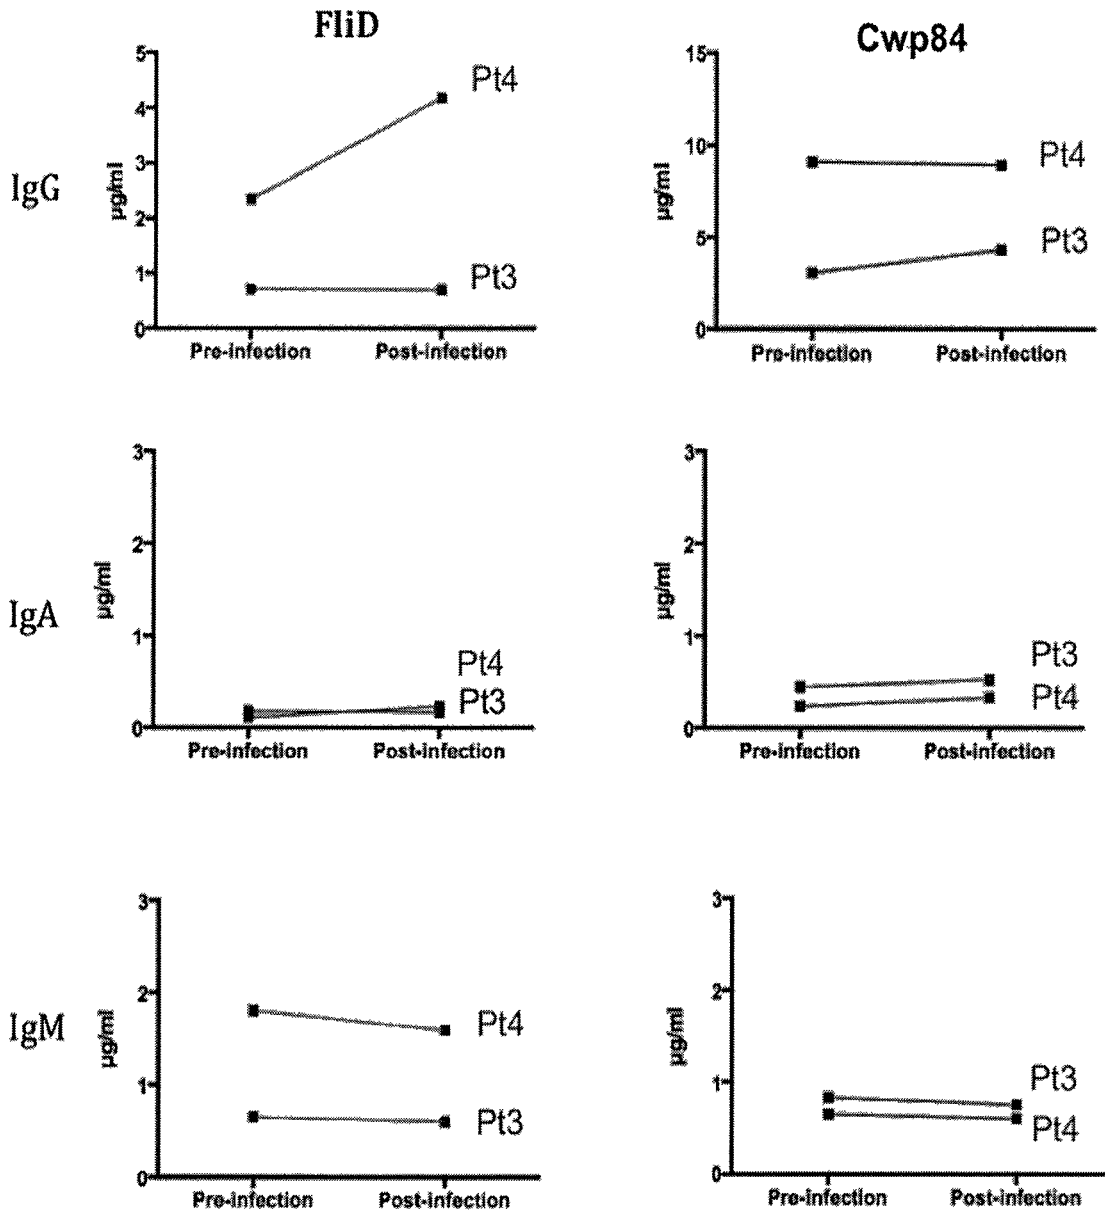 FliD
Cwp84
IgG
µg/ml
5
4
3
2
1
0
Pt4
Pt3
Pre-infection
Post-infection
µg/ml
15
10
5
0
Pt4
Pt3
Pre-infection
Post-infection
IgA
µg/ml
3
2
1
0
Pt4
Pt3
Pre-infection
Post-infection
µg/ml
3
2
1
0
Pt3
Pt4
Pre-infection
Post-infection
IgM
µg/ml
3
2
1
0
Pt4
Pt3
Pre-infection
Post-infection
µg/ml
3
2
1
0
Pt3
Pt4
Pre-infection
Post-infection